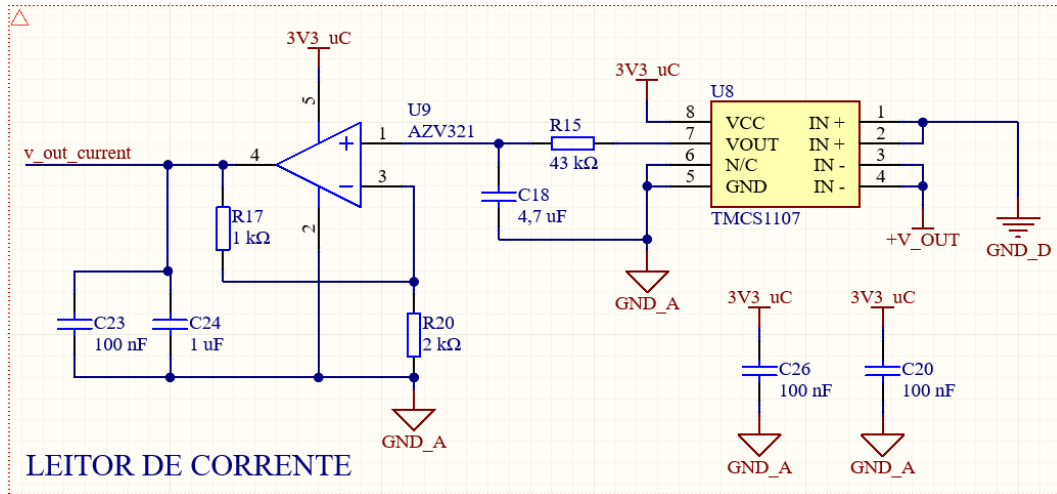 3V3_uC
5
U9
AZV321
v_out_current
4
1
3
2
R17
1 kΩ
C23
100 nF
C24
1 uF
R20
2 kΩ
GND_A
C18
4,7 uF
R15
43 kΩ
3V3_uC
U8
8
VCC
IN +
1
7
VOUT
IN +
2
6
N/C
IN -
3
5
GND
IN -
4
TMCS1107
+V_OUT
GND_D
GND_A
3V3_uC
C26
100 nF
GND_A
3V3_uC
C20
100 nF
GND_A
LEITOR DE CORRENTE